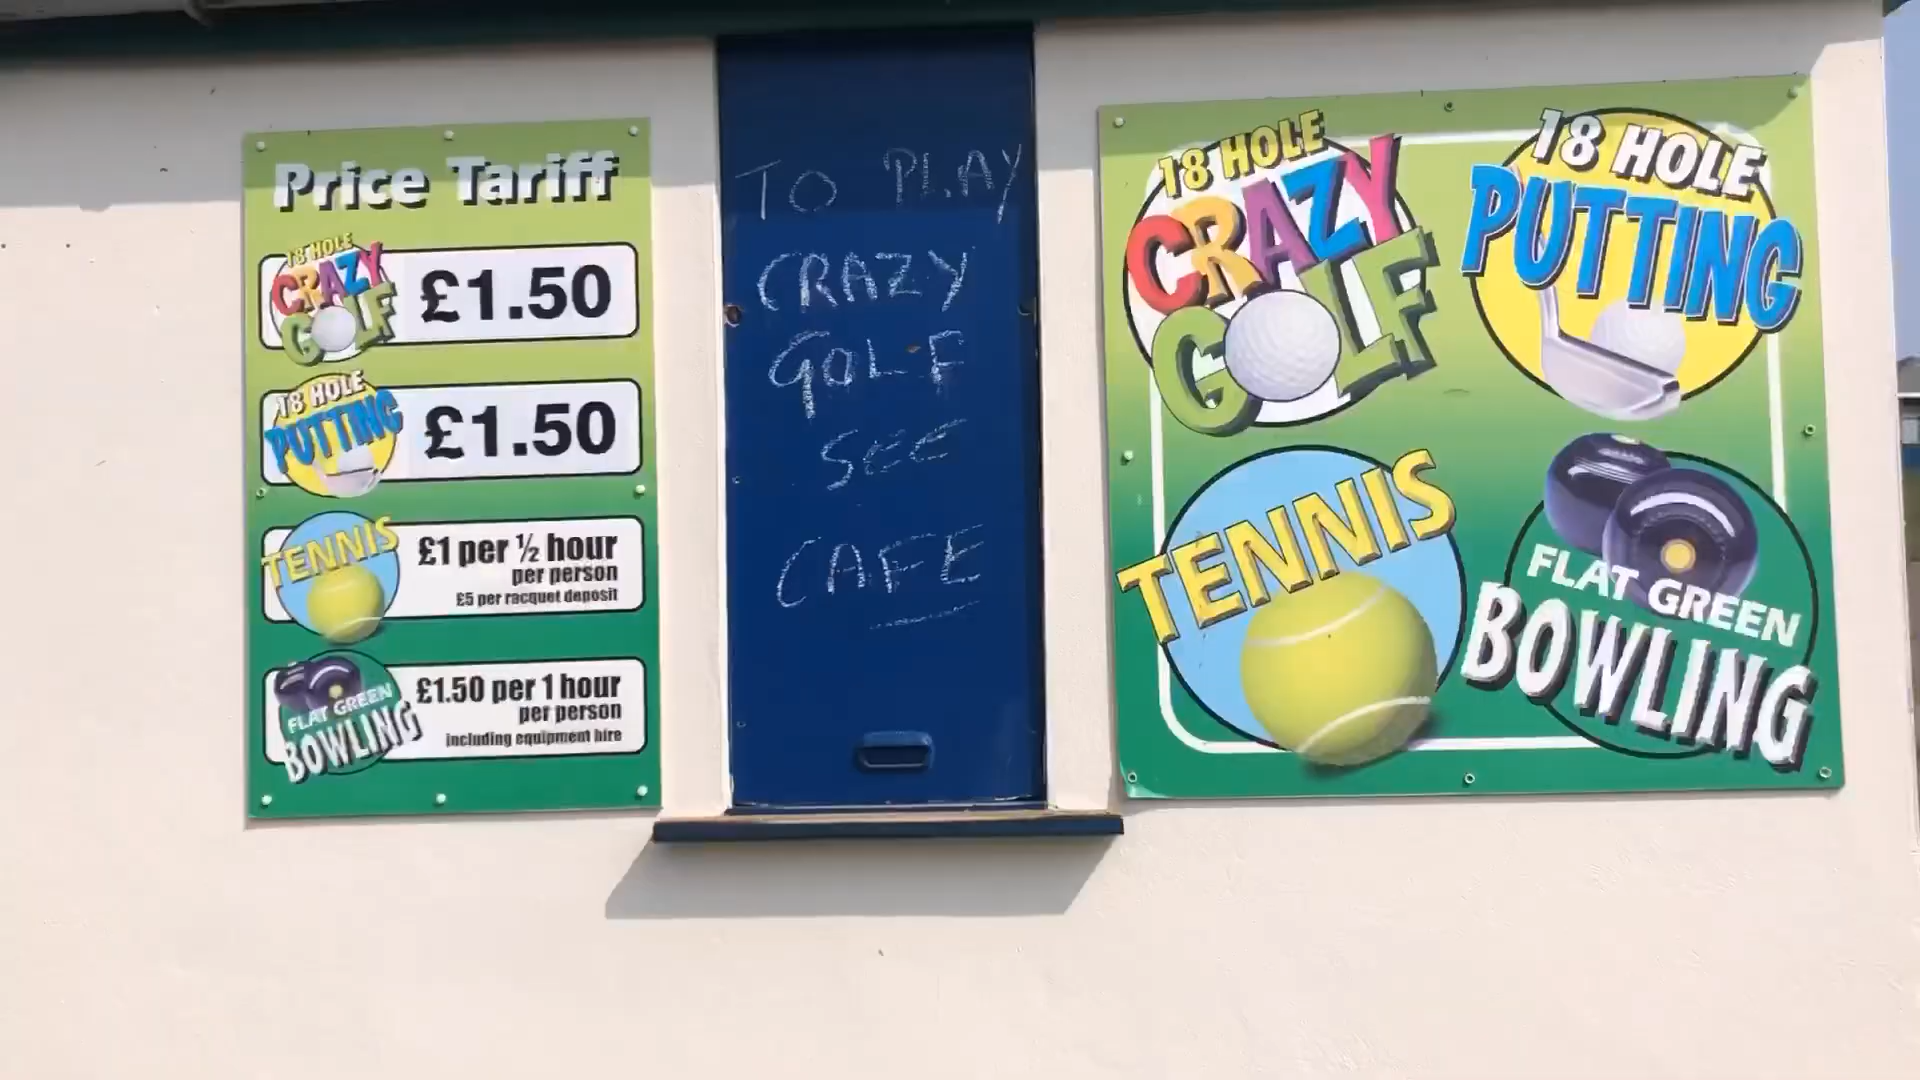 Price Tariff
18 HOLE
CRAZY
GOLF
£1.50
18 HOLE
PUTTING
£1.50
TENNIS
£1 per ½ hour
per person
£5 per racquet deposit
FLAT GREEN
BOWLING
£1.50 per 1 hour
per person
including equipment hire
TO PLAY
CRAZY
GOLF
SEE
CAFE
18 HOLE
CRAZY
GOLF
18 HOLE
PUTTING
TENNIS
FLAT GREEN
BOWLING